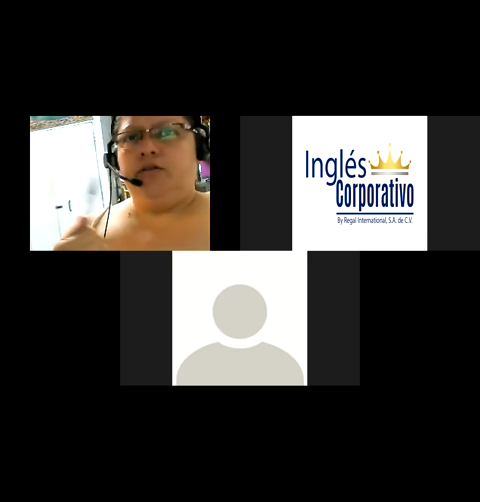 Inglés
Corporativo
By Regal International, S.A. de C.V.